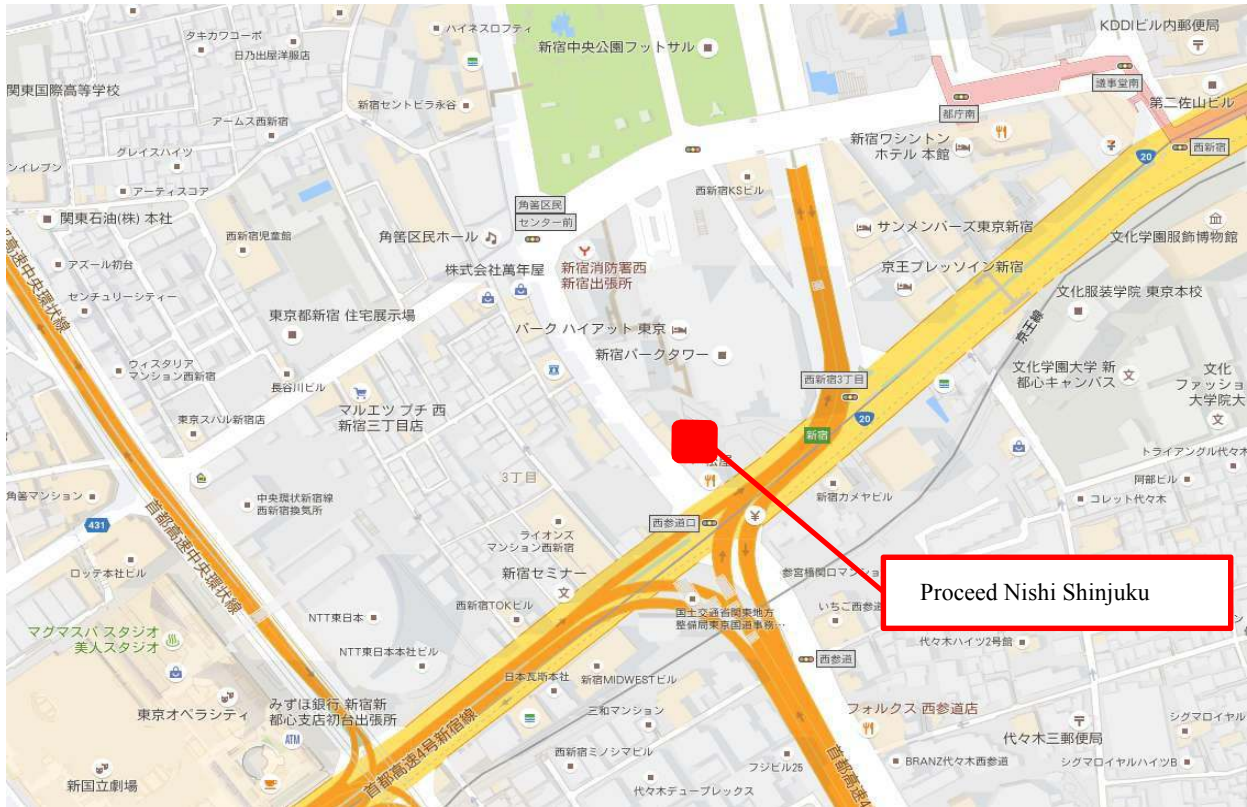 タキカワコーポ
日乃出屋洋服店
ハイネスロフティ
新宿中央公園フットサル
KDDIビル内郵便局
関東国際高等学校
新宿セントビラ永谷
議事堂南
都庁南
第二佐山ビル
アームス西新宿
新宿ワシントン
ホテル 本館
西新宿
20
ンイレブン
グレイスハイツ
アーティスコア
西新宿KSビル
角筈区民
センター前
関東石油(株) 本社
西新宿児童館
角筈区民ホール
サンメンバーズ東京新宿
文化学園服飾博物館
アズール初台
株式会社萬年屋
新宿消防署西
新宿出張所
京王プレッソイン新宿
センチュリーシティー
文化服装学院 東京本校
東京都新宿 住宅展示場
パーク ハイアット 東京
京王線
新宿パークタワー
ウィスタリア
マンション西新宿
長谷川ビル
西新宿3丁目
文化学園大学 新
都心キャンパス
文化
ファッショ
大学院大
東京スバル新宿店
マルエツ プチ 西
新宿三丁目店
20
新宿
トライアングル代々木
3丁目
阿部ビル
角筈マンション
中央環状新宿線
西新宿換気所
新宿カメヤビル
コレット代々木
431
首都高速中央環状線
西参道口
ライオンズ
マンション西新宿
ロッテ本社ビル
新宿セミナー
参宮橋関口マンショ
Proceed Nishi Shinjuku
西新宿TOKビル
国土交通省関東地方
整備局東京国道事務…
いちご西参道
NTT東日本
マグマスパ スタジオ
美人スタジオ
代々木ハイツ2号館
NTT東日本本社ビル
西参道
日本瓦斯本社
新宿MIDWESTビル
東京オペラシティ
みずほ銀行 新宿新
都心支店初台出張所
三和マンション
フォルクス 西参道店
シグマロイヤル
ATM
代々木三郵便局
首都高速4号新宿線
西新宿ミノシマビル
フジビル25
BRANZ代々木西参道
シグマロイヤルハイツB
新国立劇場
代々木デュープレックス
首都高速4